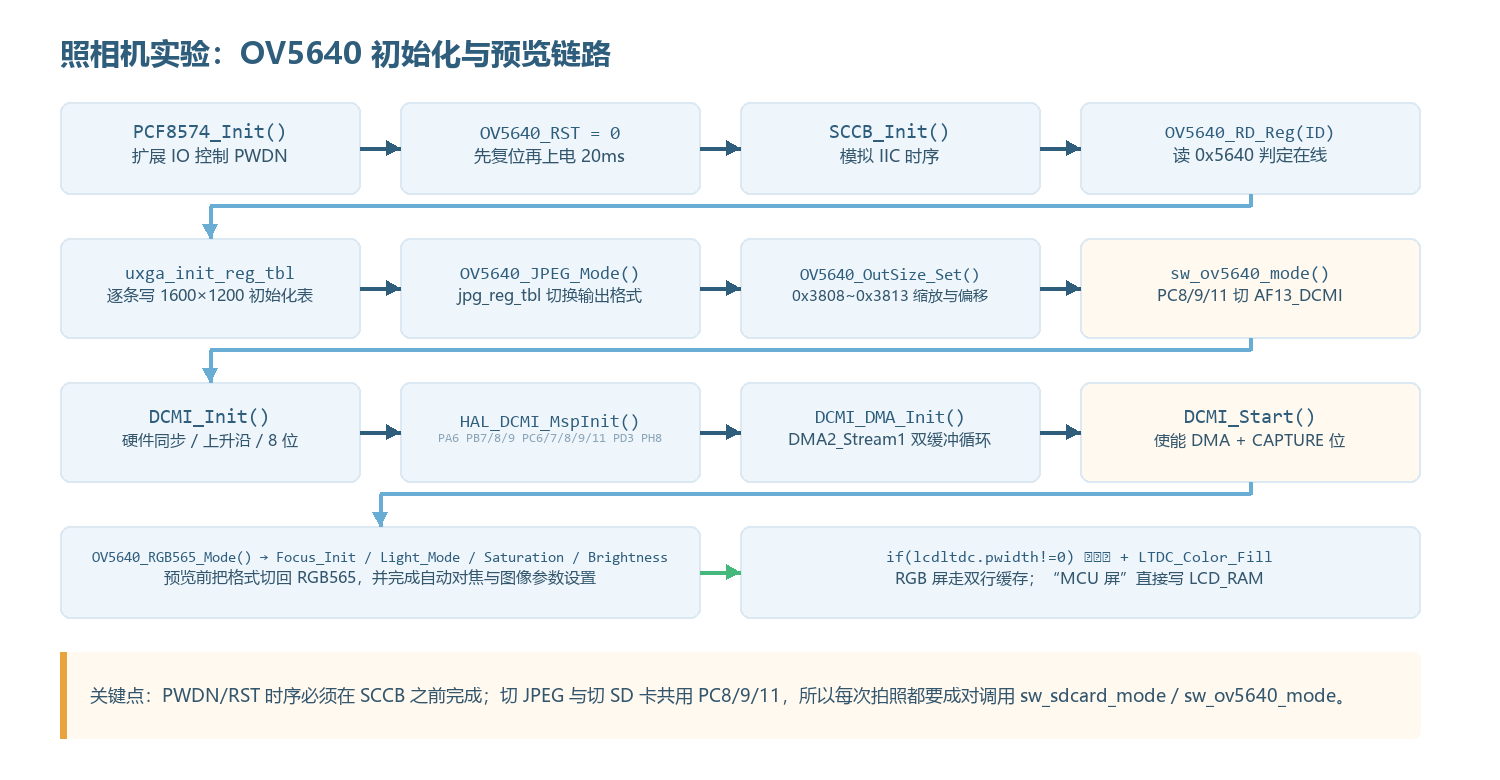 照相机实验：OV5640 初始化与预览链路
PCF8574_Init()
扩展 IO 控制 PWDN
OV5640_RST = 0
先复位再上电 20ms
SCCB_Init()
模拟 IIC 时序
OV5640_RD_Reg(ID)
读 0x5640 判定在线
uxga_init_reg_tbl
逐条写 1600×1200 初始化表
OV5640_JPEG_Mode()
jpg_reg_tbl 切换输出格式
OV5640_OutSize_Set()
0x3808~0x3813 缩放与偏移
sw_ov5640_mode()
PC8/9/11 切 AF13_DCMI
DCMI_Init()
硬件同步 / 上升沿 / 8 位
HAL_DCMI_MspInit()
PA6 PB7/8/9 PC6/7/8/9/11 PD3 PH8
DCMI_DMA_Init()
DMA2_Stream1 双缓冲循环
DCMI_Start()
使能 DMA + CAPTURE 位
OV5640_RGB565_Mode() → Focus_Init / Light_Mode / Saturation / Brightness
预览前把格式切回 RGB565，并完成自动对焦与图像参数设置
if(lcdltdc.pwidth!=0) + LTDC_Color_Fill
RGB 屏走双行缓存；“MCU 屏”直接写 LCD_RAM
关键点：PWDN/RST 时序必须在 SCCB 之前完成；切 JPEG 与切 SD 卡共用 PC8/9/11，所以每次拍照都要成对调用 sw_sdcard_mode / sw_ov5640_mode。